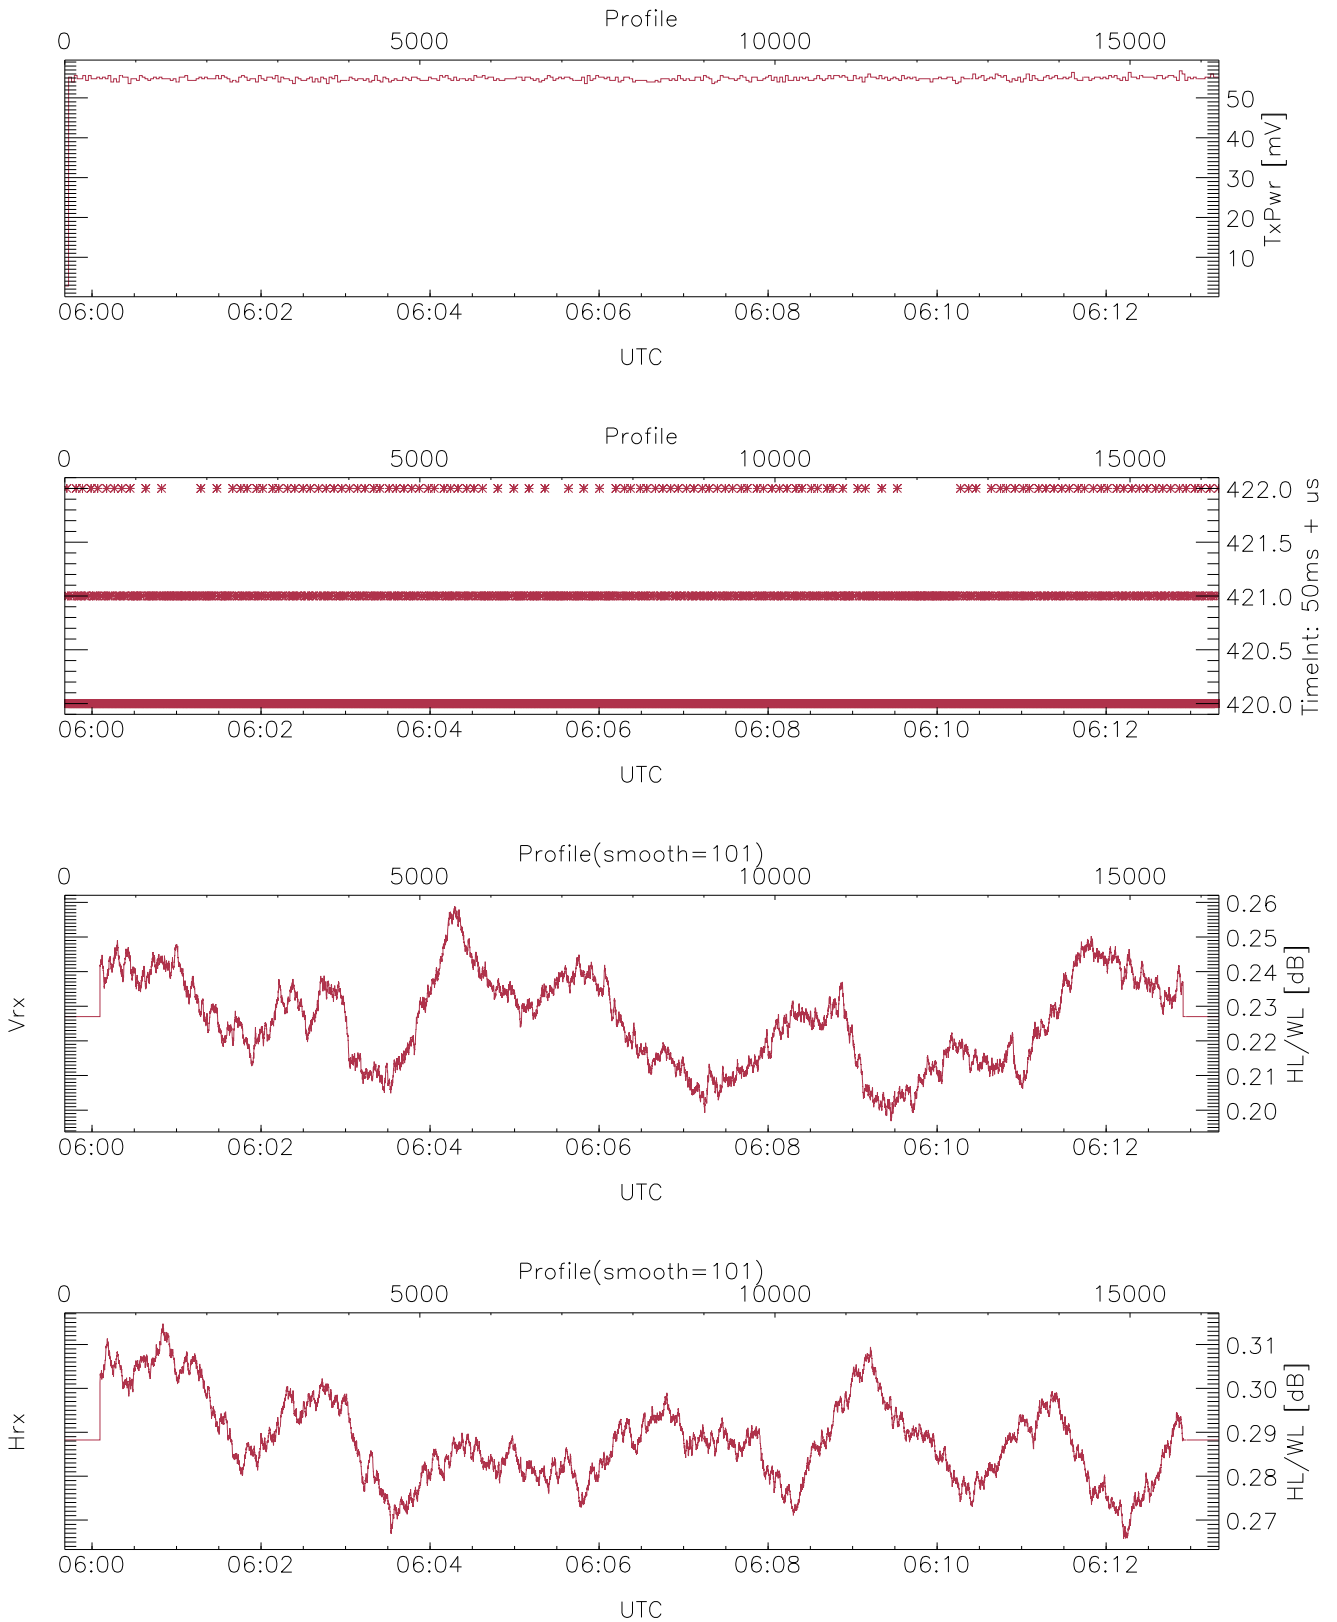 Profile
0 5000 10000 15000
50
40
30
20
10
TxPwr [mV]
06:00 06:02 06:04 06:06 06:08 06:10 06:12
UTC
Profile
0 5000 10000 15000
422.0
421.5
421.0
420.5
420.0
TimeInt: 50ms + us
06:00 06:02 06:04 06:06 06:08 06:10 06:12
UTC
Profile(smooth=101)
0 5000 10000 15000
Vrx
0.26
0.25
0.24
0.23
0.22
0.21
0.20
HL/WL [dB]
06:00 06:02 06:04 06:06 06:08 06:10 06:12
UTC
Profile(smooth=101)
0 5000 10000 15000
Hrx
0.31
0.30
0.29
0.28
0.27
HL/WL [dB]
06:00 06:02 06:04 06:06 06:08 06:10 06:12
UTC